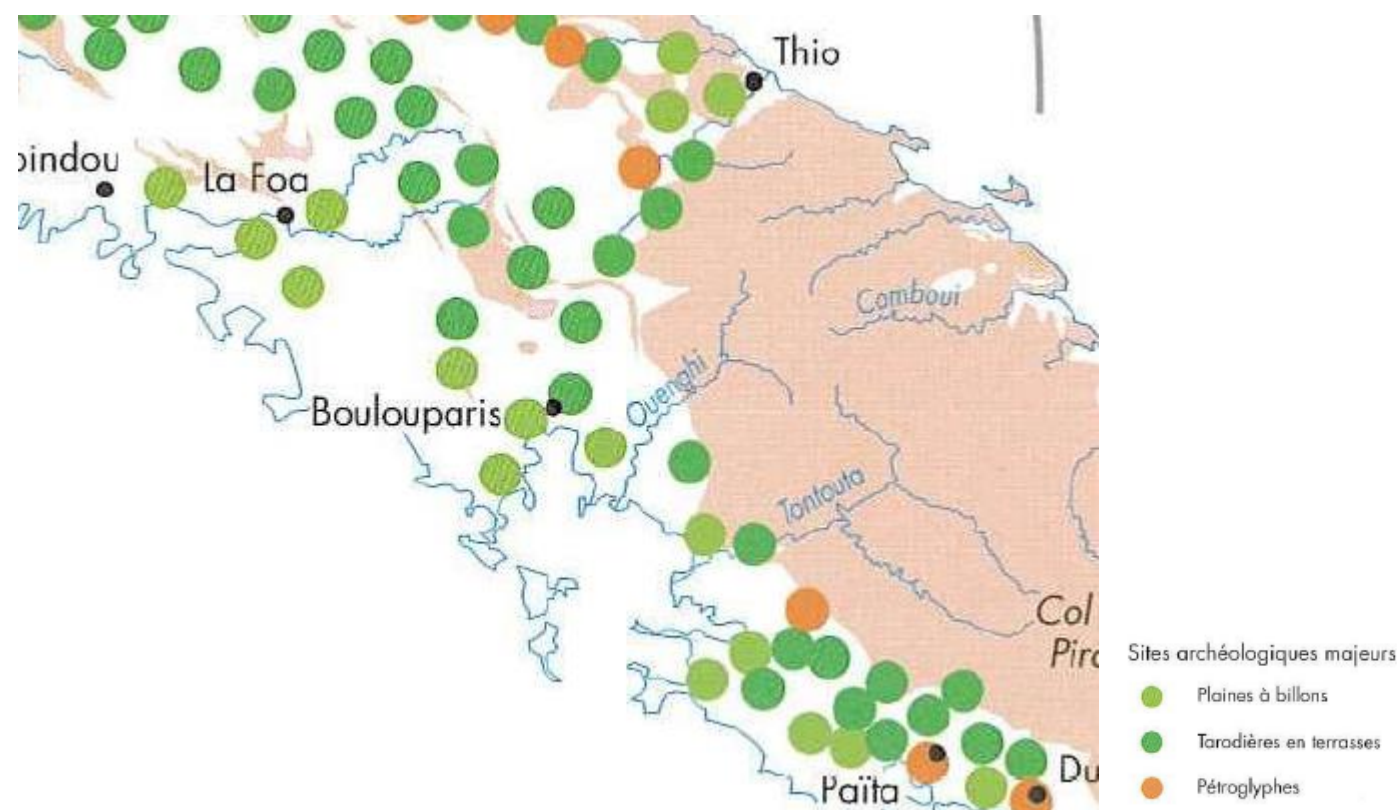 Thio
oindou
La Foa
Comboui
Ouenghi
Boulouparis
Tontouta
Col
Pir
Sites archéologiques majeurs
Plaines à billons
Tarodières en terrasses
Pétroglyphes
Païta
Du